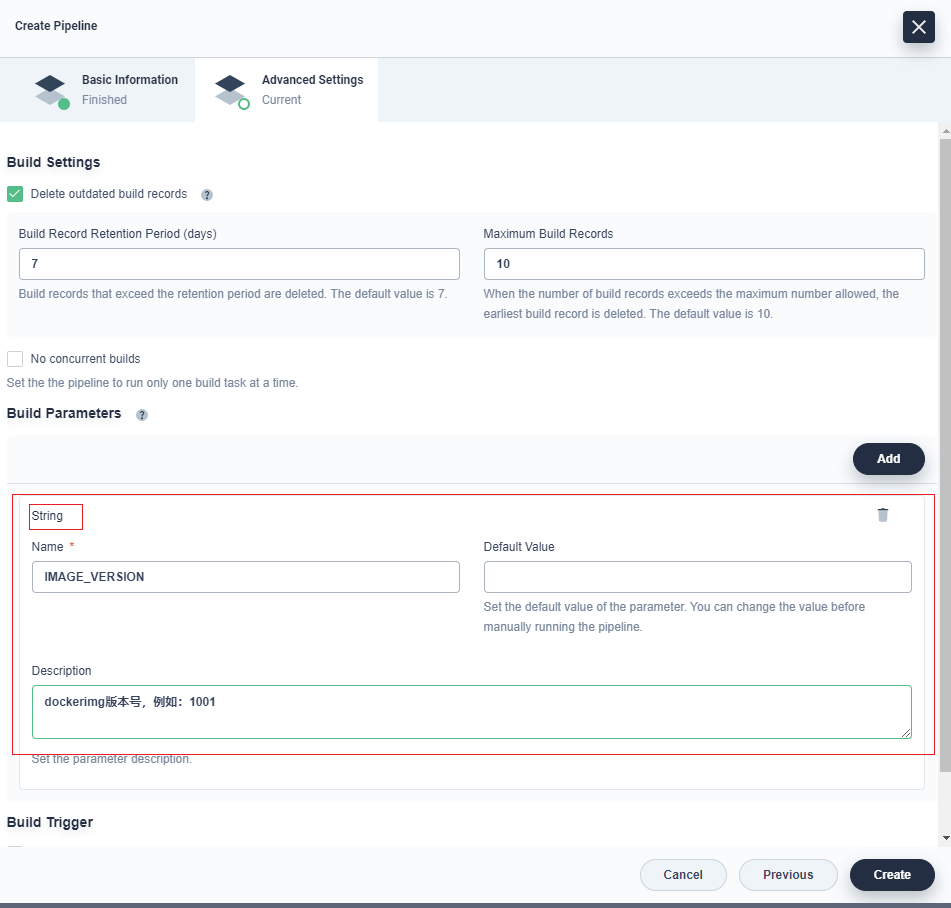 Create Pipeline
Basic Information
Finished
Advanced Settings
Current
Build Settings
Delete outdated build records ?
Build Record Retention Period (days)
7
Build records that exceed the retention period are deleted. The default value is 7.
Maximum Build Records
10
When the number of build records exceeds the maximum number allowed, the
earliest build record is deleted. The default value is 10.
No concurrent builds
Set the the pipeline to run only one build task at a time.
Build Parameters ?
Add
String
Name *
IMAGE_VERSION
Default Value
Set the default value of the parameter. You can change the value before
manually running the pipeline.
Description
dockerimg版本号，例如：1001
Set the parameter description.
Build Trigger
Cancel
Previous
Create